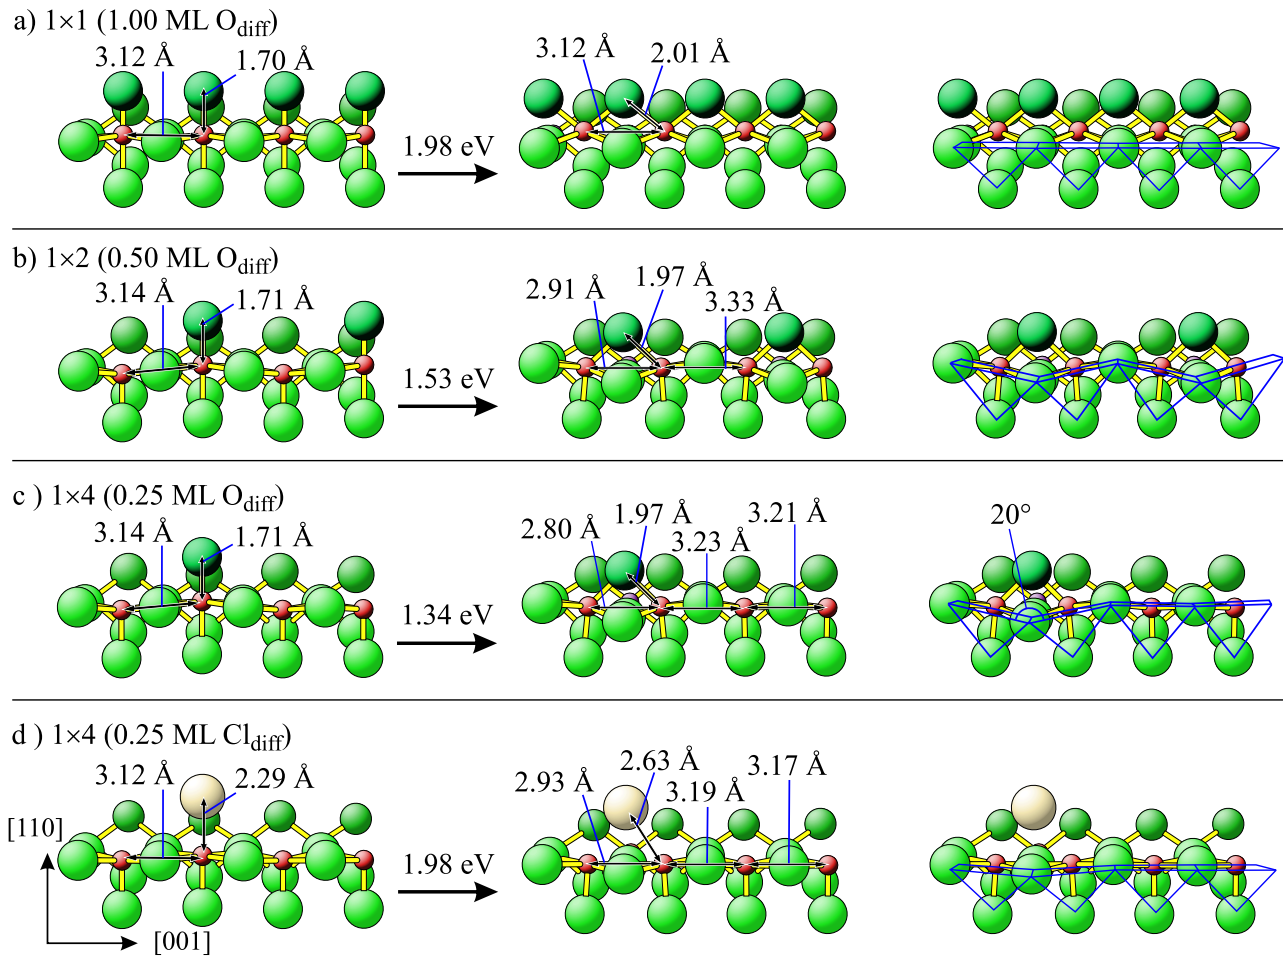 a) 1×1 (1.00 ML Odiff)
3.12 Å 1.70 Å 3.12 Å 2.01 Å
1.98 eV
b) 1×2 (0.50 ML Odiff)
3.14 Å 1.71 Å 2.91 Å 1.97 Å 3.33 Å
1.53 eV
c ) 1×4 (0.25 ML Odiff)
3.14 Å 1.71 Å 2.80 Å 1.97 Å 3.23 Å 3.21 Å 20°
1.34 eV
d ) 1×4 (0.25 ML Cldiff)
3.12 Å 2.29 Å 2.93 Å 2.63 Å 3.19 Å 3.17 Å
[110]
1.98 eV
[001]